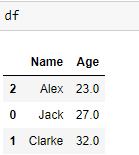 df
Name Age
2 Alex 23.0
0 Jack 27.0
1 Clarke 32.0